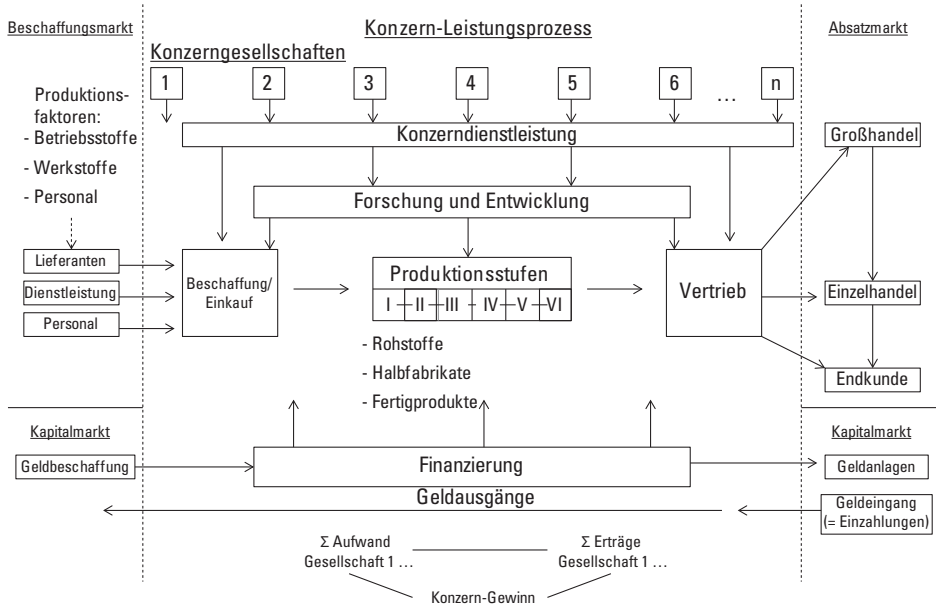 Beschaffungsmarkt
Konzern-Leistungsprozess
Absatzmarkt
Konzerngesellschaften
1 2 3 4 5 6 ... n
Produktions-
faktoren:
- Betriebsstoffe
- Werkstoffe
- Personal
Konzerndienstleistung
Großhandel
Forschung und Entwicklung
Lieferanten
Dienstleistung
Personal
Beschaffung/
Einkauf
Produktionsstufen
I II III IV V VI
- Rohstoffe
- Halbfabrikate
- Fertigprodukte
Vertrieb
Einzelhandel
Endkunde
Kapitalmarkt
Kapitalmarkt
Geldbeschaffung
Finanzierung
Geldanlagen
Geldausgänge
Geldeingang
(= Einzahlungen)
Σ Aufwand
Gesellschaft 1 ...
Σ Erträge
Gesellschaft 1 ...
Konzern-Gewinn